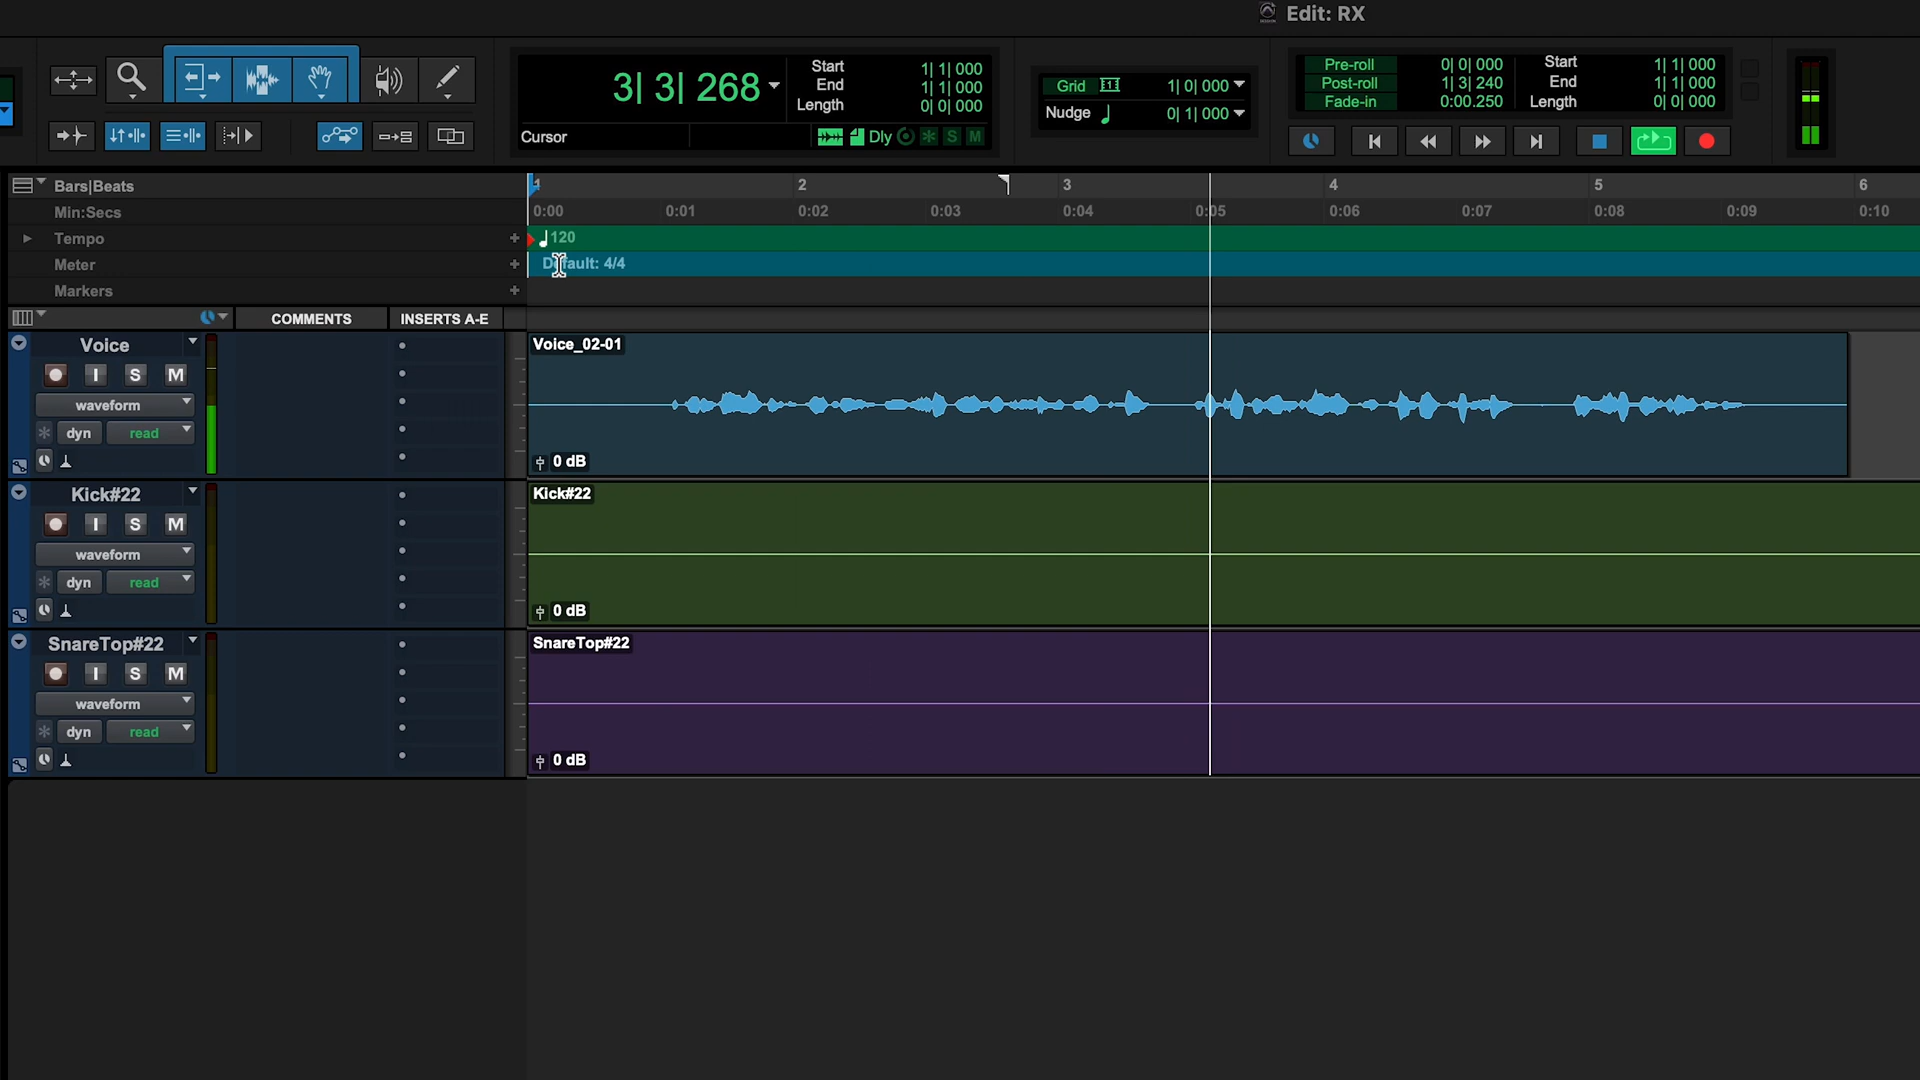 Edit: RX
3| 3| 268
Start 1| 1| 000
End 1| 1| 000
Length 0| 0| 000
Cursor
Dly S M
Grid 1| 0| 000
Nudge 0| 1| 000
Pre-roll 0| 0| 000
Post-roll 1| 3| 240
Fade-in 0:00.250
Start 1| 1| 000
End 1| 1| 000
Length 0| 0| 000
Bars|Beats 1 2 3 4 5 6
Min:Secs 0:00 0:01 0:02 0:03 0:04 0:05 0:06 0:07 0:08 0:09 0:10
Tempo + 120
Meter + Default: 4/4
Markers +
COMMENTS INSERTS A-E
Voice
I S M
waveform
dyn read
Voice_02-01
0 dB
Kick#22
I S M
waveform
dyn read
Kick#22
0 dB
SnareTop#22
I S M
waveform
dyn read
SnareTop#22
0 dB